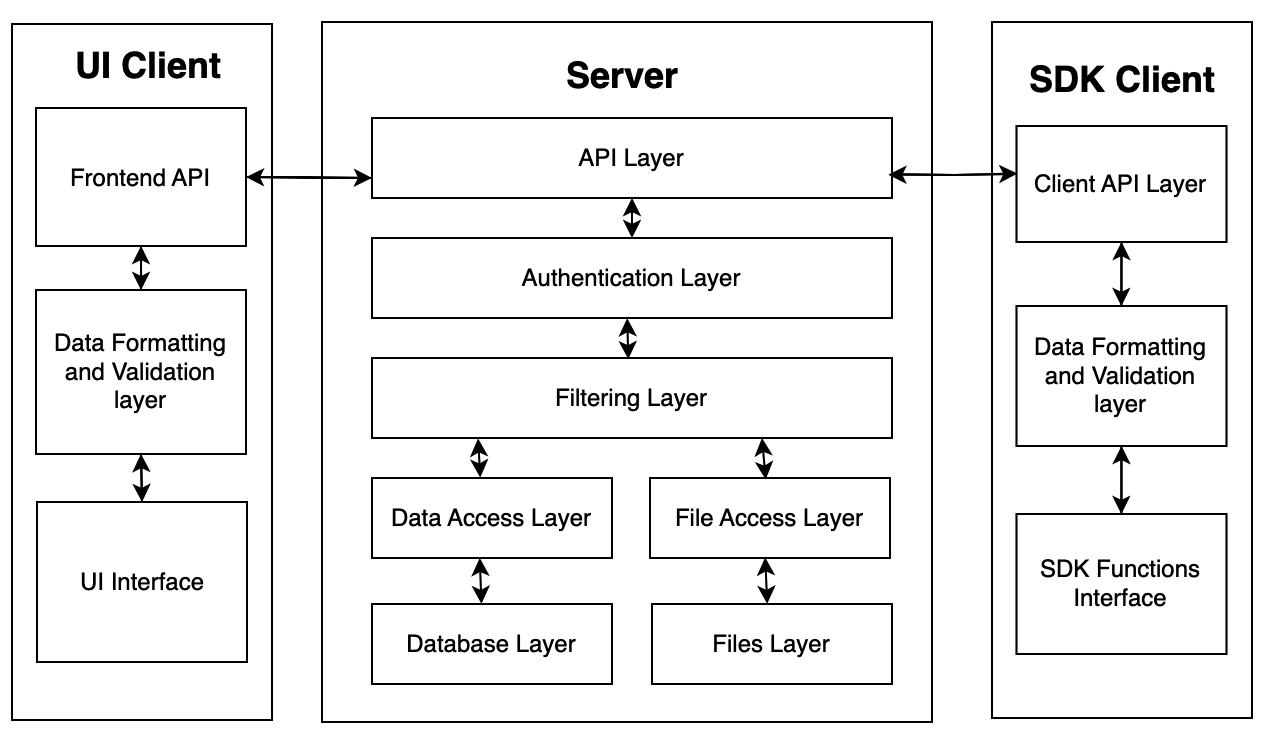 UI Client
Frontend API
Data Formatting
and Validation
layer
UI Interface
Server
API Layer
Authentication Layer
Filtering Layer
Data Access Layer
File Access Layer
Database Layer
Files Layer
SDK Client
Client API Layer
Data Formatting
and Validation
layer
SDK Functions
Interface